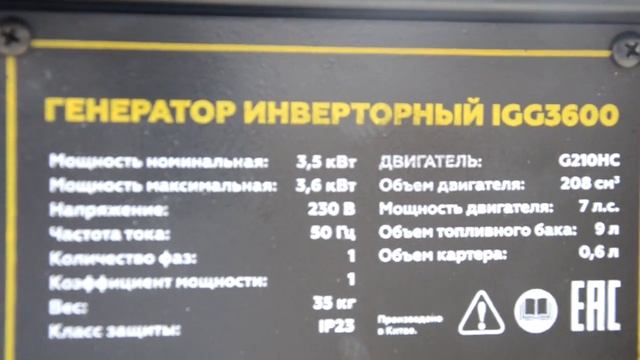 ГЕНЕРАТОР ИНВЕРТОРНЫЙ IGG3600
Мощность номинальная: 3,5 кВт
Мощность максимальная: 3,6 кВт
Напряжение: 230 В
Частота тока: 50 Гц
Количество фаз: 1
Коэффициент мощности: 1
Вес: 35 кг
Класс защиты: IP23
ДВИГАТЕЛЬ: G210HC
Объем двигателя: 208 см³
Мощность двигателя: 7 л.с.
Объем топливного бака: 9 л
Объем картера: 0,6 л
Произведено
в Китае.
EAC